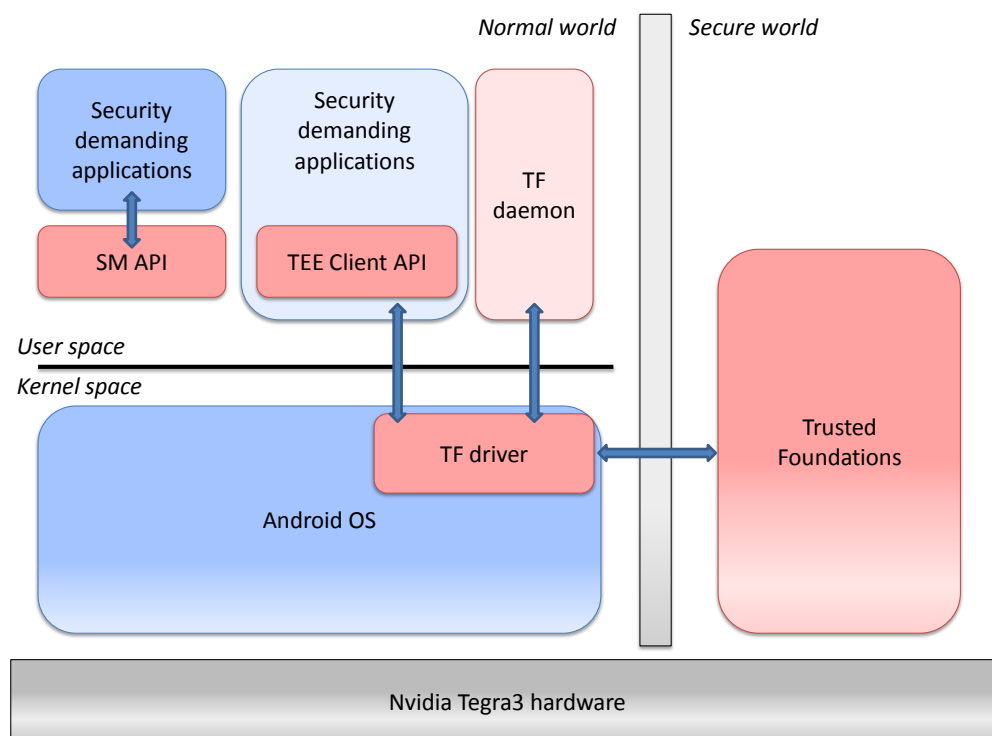 Normal world
Secure world
Security
demanding
applications
Security
demanding
applications
TF
daemon
SM API
TEE Client API
User space
Kernel space
TF driver
Trusted
Foundations
Android OS
Nvidia Tegra3 hardware